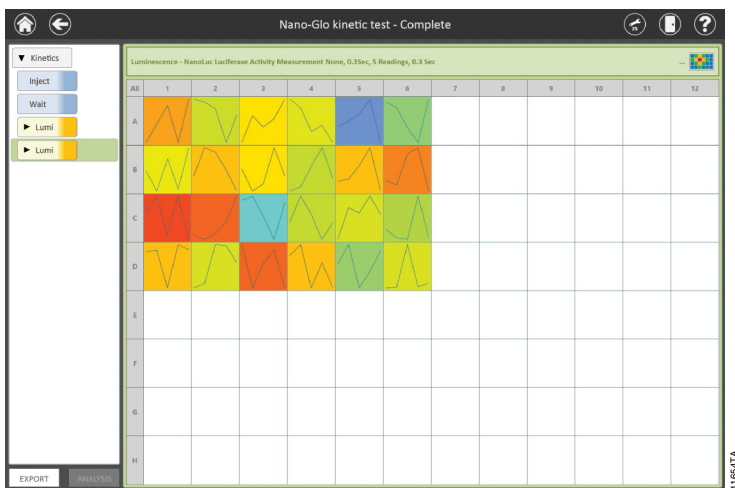 Nano-Glo kinetic test - Complete
25
?
▼ Kinetics
Inject
Wait
► Lumi
► Lumi
Luminescence - NanoLuc Luciferase Activity Measurement None, 0.3Sec, 5 Readings, 0.3 Sec
...
All 1 2 3 4 5 6 7 8 9 10 11 12
A
B
C
D
E
F
G
H
EXPORT ANALYSIS
11654TA